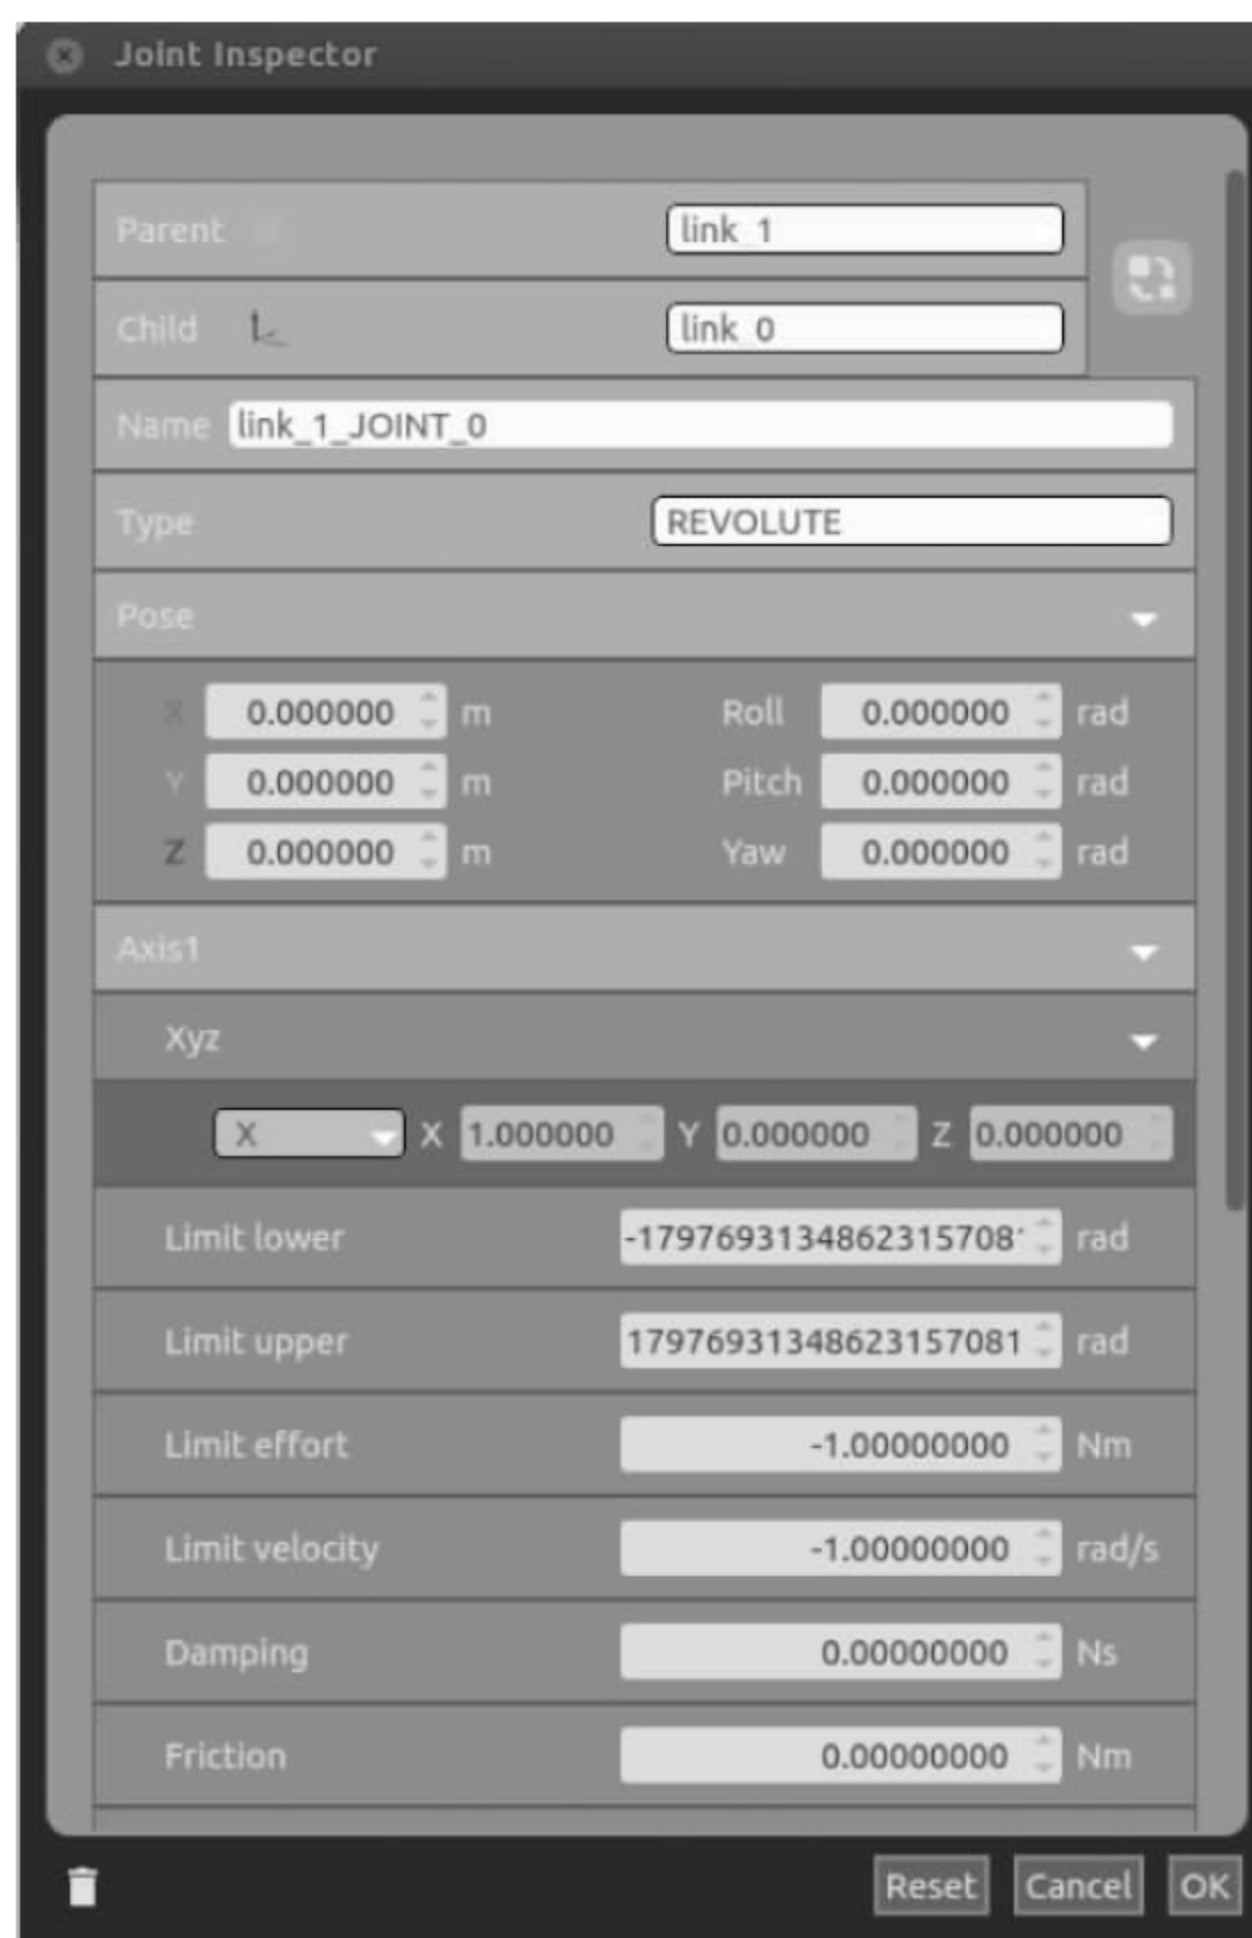 Joint Inspector
Parent link_1
Child link_0
Name link_1_JOINT_0
Type REVOLUTE
Pose
X 0.000000 m Roll 0.000000 rad
Y 0.000000 m Pitch 0.000000 rad
Z 0.000000 m Yaw 0.000000 rad
Axis1
Xyz
X X 1.000000 Y 0.000000 Z 0.000000
Limit lower -17976931348623157081 rad
Limit upper 17976931348623157081 rad
Limit effort -1.00000000 Nm
Limit velocity -1.00000000 rad/s
Damping 0.00000000 Ns
Friction 0.00000000 Nm
Reset Cancel OK